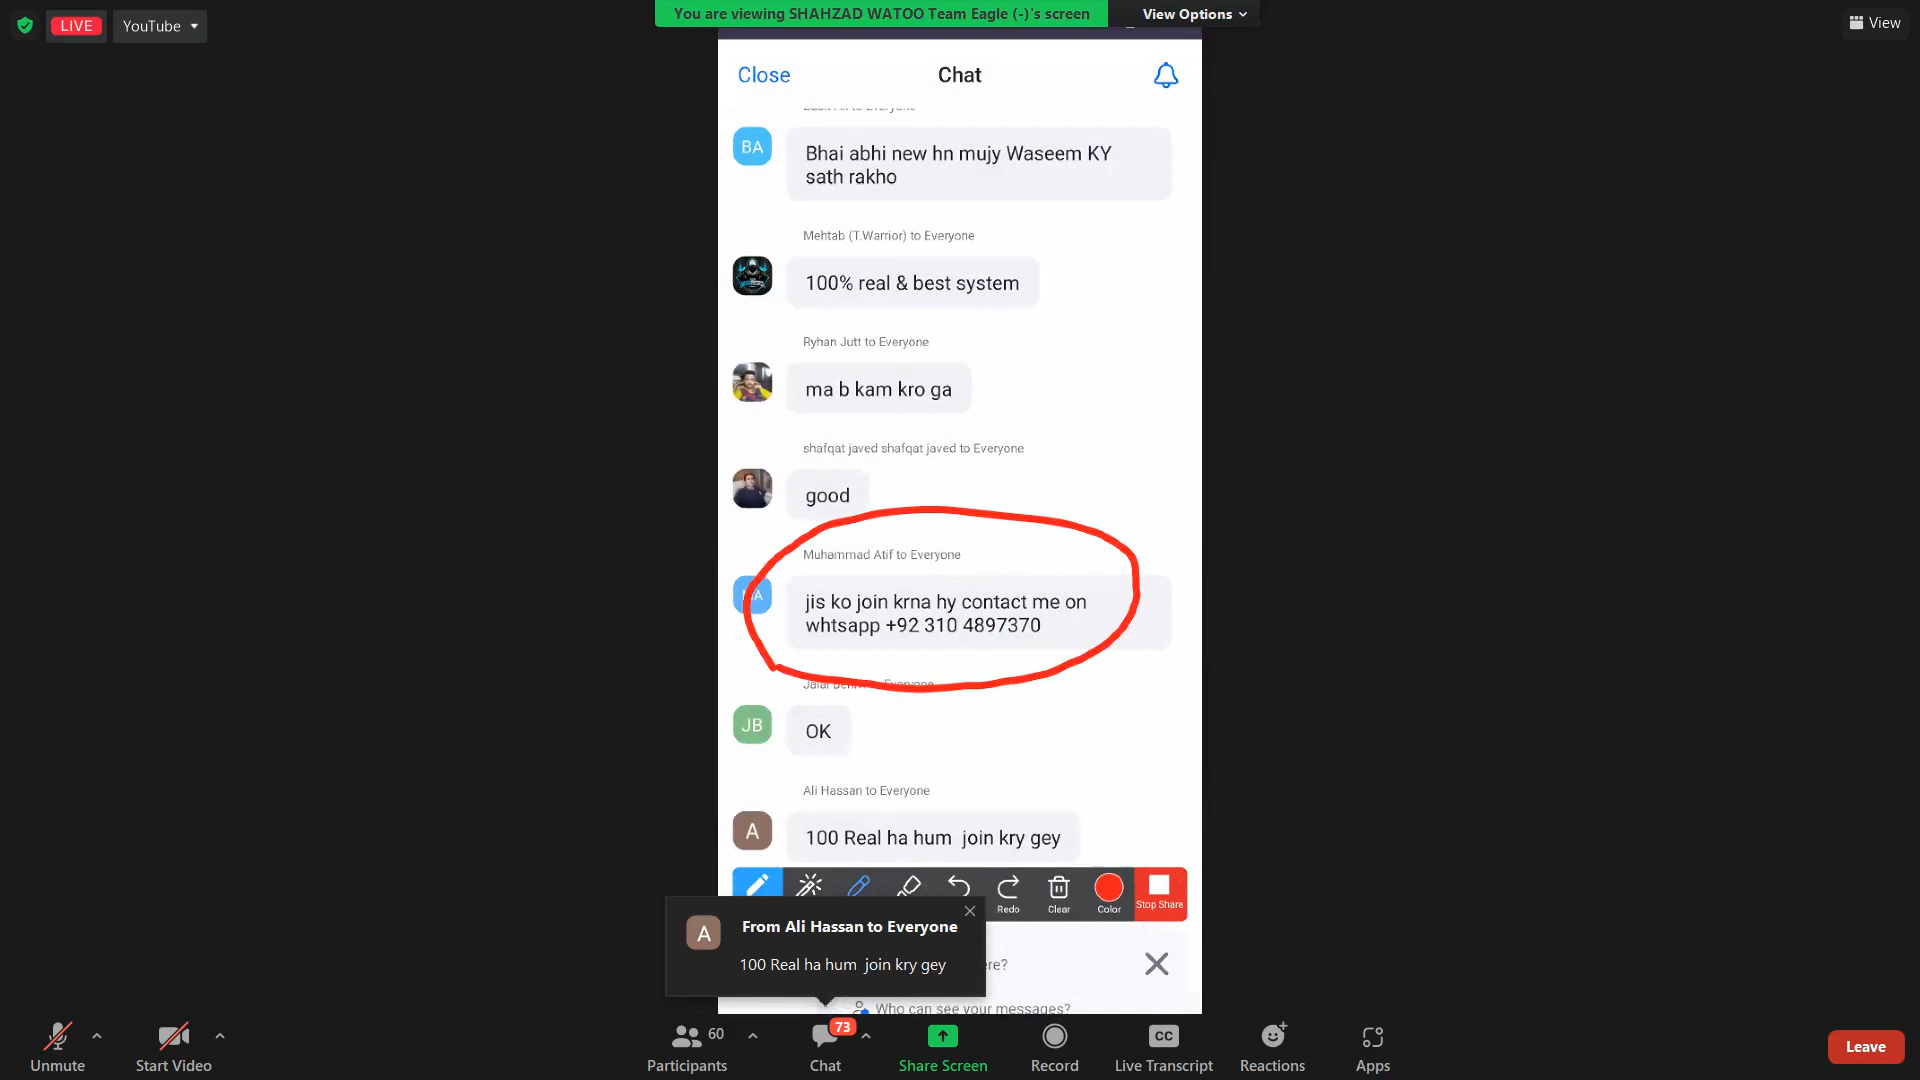 LIVE
YouTube
You are viewing SHAHZAD WATOO Team Eagle (-)'s screen
View Options
View
Close
Chat
BA
Bhai abhi new hn mujy Waseem KY
sath rakho
Mehtab (T.Warrior) to Everyone
100% real & best system
Ryhan Jutt to Everyone
ma b kam kro ga
shafqat javed shafqat javed to Everyone
good
Muhammad Atif to Everyone
jis ko join krna hy contact me on
whtsapp +92 310 4897370
JB
OK
Ali Hassan to Everyone
A
100 Real ha hum join kry gey
Redo
Clear
Color
Stop Share
A
From Ali Hassan to Everyone
100 Real ha hum join kry gey
Who can see your messages?
Unmute
Start Video
60
Participants
73
Chat
Share Screen
Record
CC
Live Transcript
Reactions
Apps
Leave